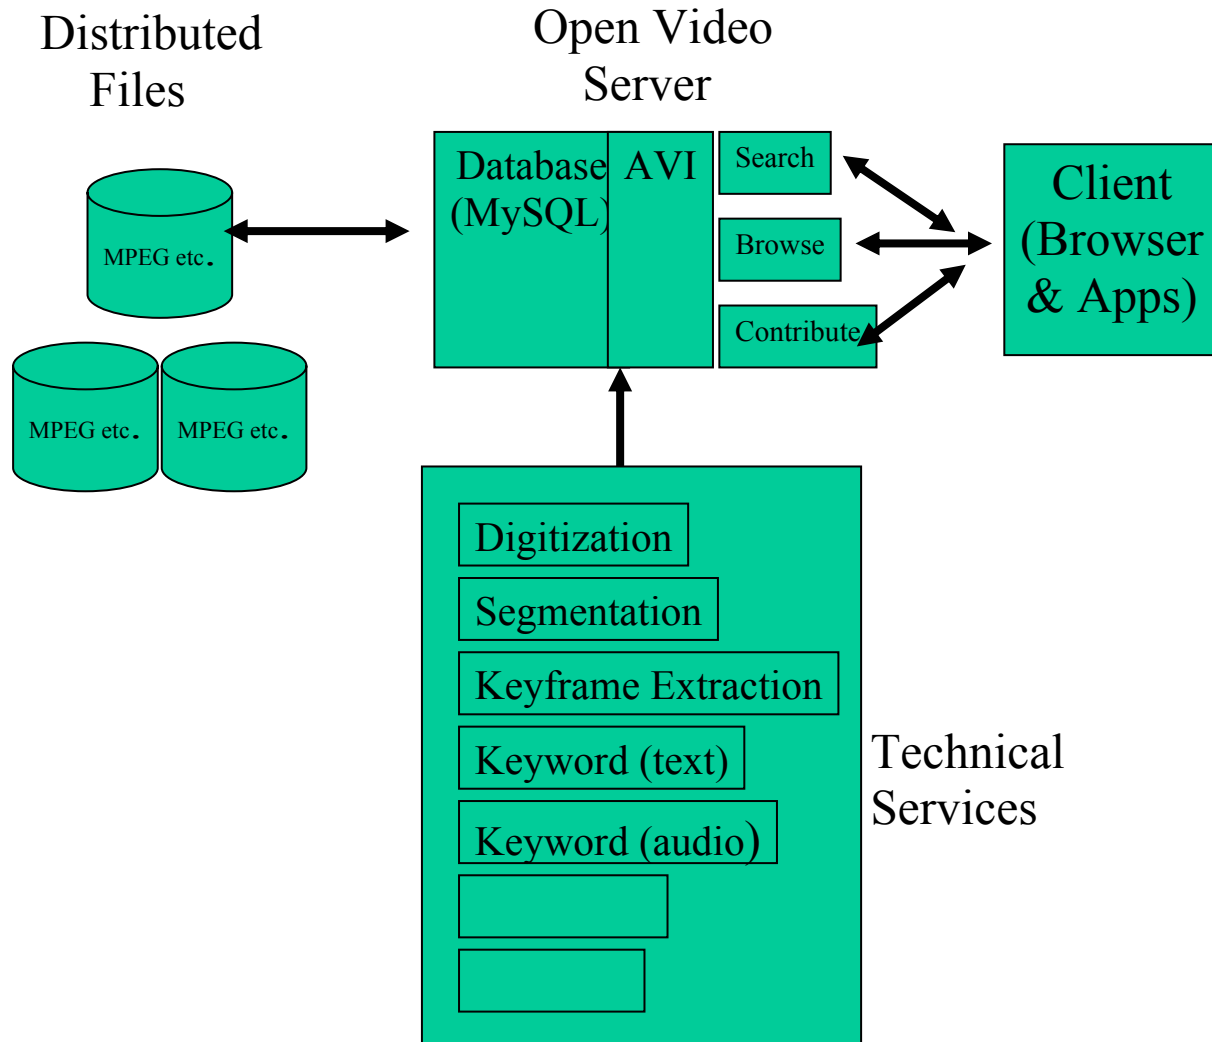 Distributed
Files
Open Video
Server
MPEG etc.
MPEG etc.
MPEG etc.
Database
(MySQL)
AVI
Search
Browse
Contribute
Client
(Browser
& Apps)
Digitization
Segmentation
Keyframe Extraction
Keyword (text)
Keyword (audio)
Technical
Services